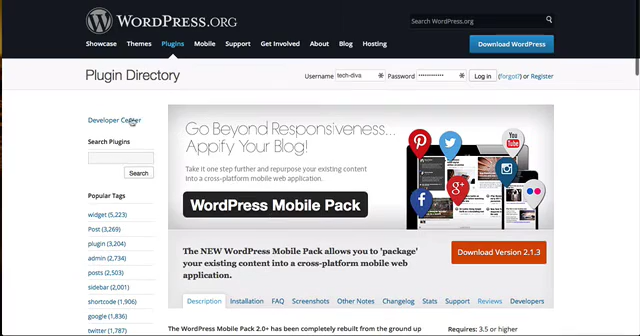 WORDPRESS.ORG
Search WordPress.org
Showcase Themes Plugins Mobile Support Get Involved About Blog Hosting
Download WordPress
Plugin Directory
Username tech-diva Password Log in (forgot?) or Register
Developer Center
Search Plugins
Search
Popular Tags
widget (5,223)
Post (3,269)
plugin (3,204)
admin (2,734)
posts (2,503)
sidebar (2,001)
shortcode (1,906)
google (1,836)
twitter (1,787)
Go Beyond Responsiveness...
Appify Your Blog!
Take it one step further and repurpose your existing content
into a cross-platform mobile web application.
WordPress Mobile Pack
You Tube
The NEW WordPress Mobile Pack allows you to 'package'
your existing content into a cross-platform mobile web
application.
Download Version 2.1.3
Description Installation FAQ Screenshots Other Notes Changelog Stats Support Reviews Developers
The WordPress Mobile Pack 2.0+ has been completely rebuilt from the ground up
Requires: 3.5 or higher